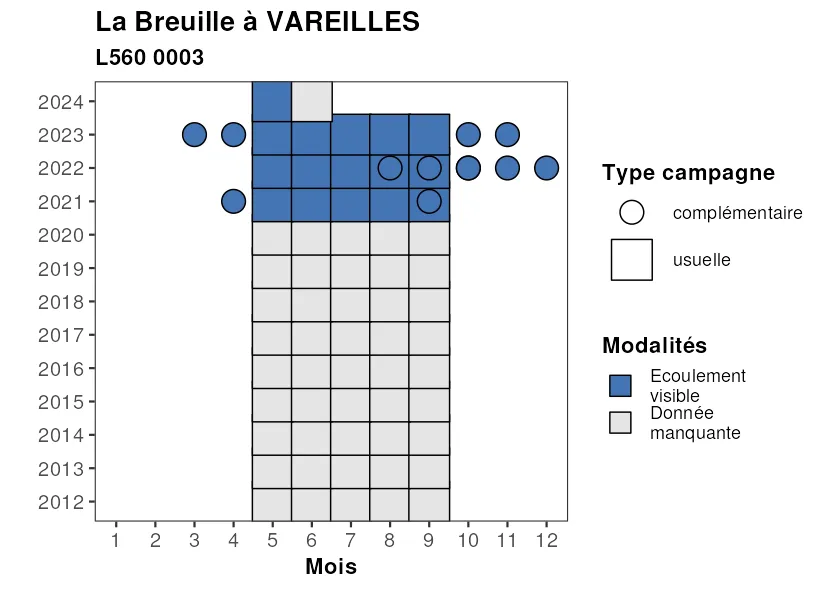 La Breuille à VAREILLES
L560 0003
2024
2023
2022
2021
2020
2019
2018
2017
2016
2015
2014
2013
2012
1 2 3 4 5 6 7 8 9 10 11 12
Mois
Type campagne
complémentaire
usuelle
Modalités
Ecoulement
visible
Donnée
manquante